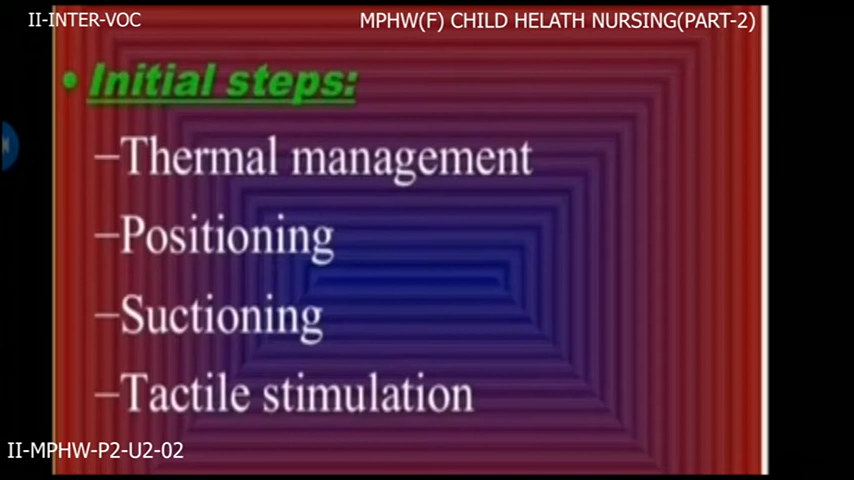 II-INTER-VOC
MPHW(F) CHILD HELATH NURSING(PART-2)
• Initial steps:
–Thermal management
–Positioning
–Suctioning
–Tactile stimulation
II-MPHW-P2-U2-02